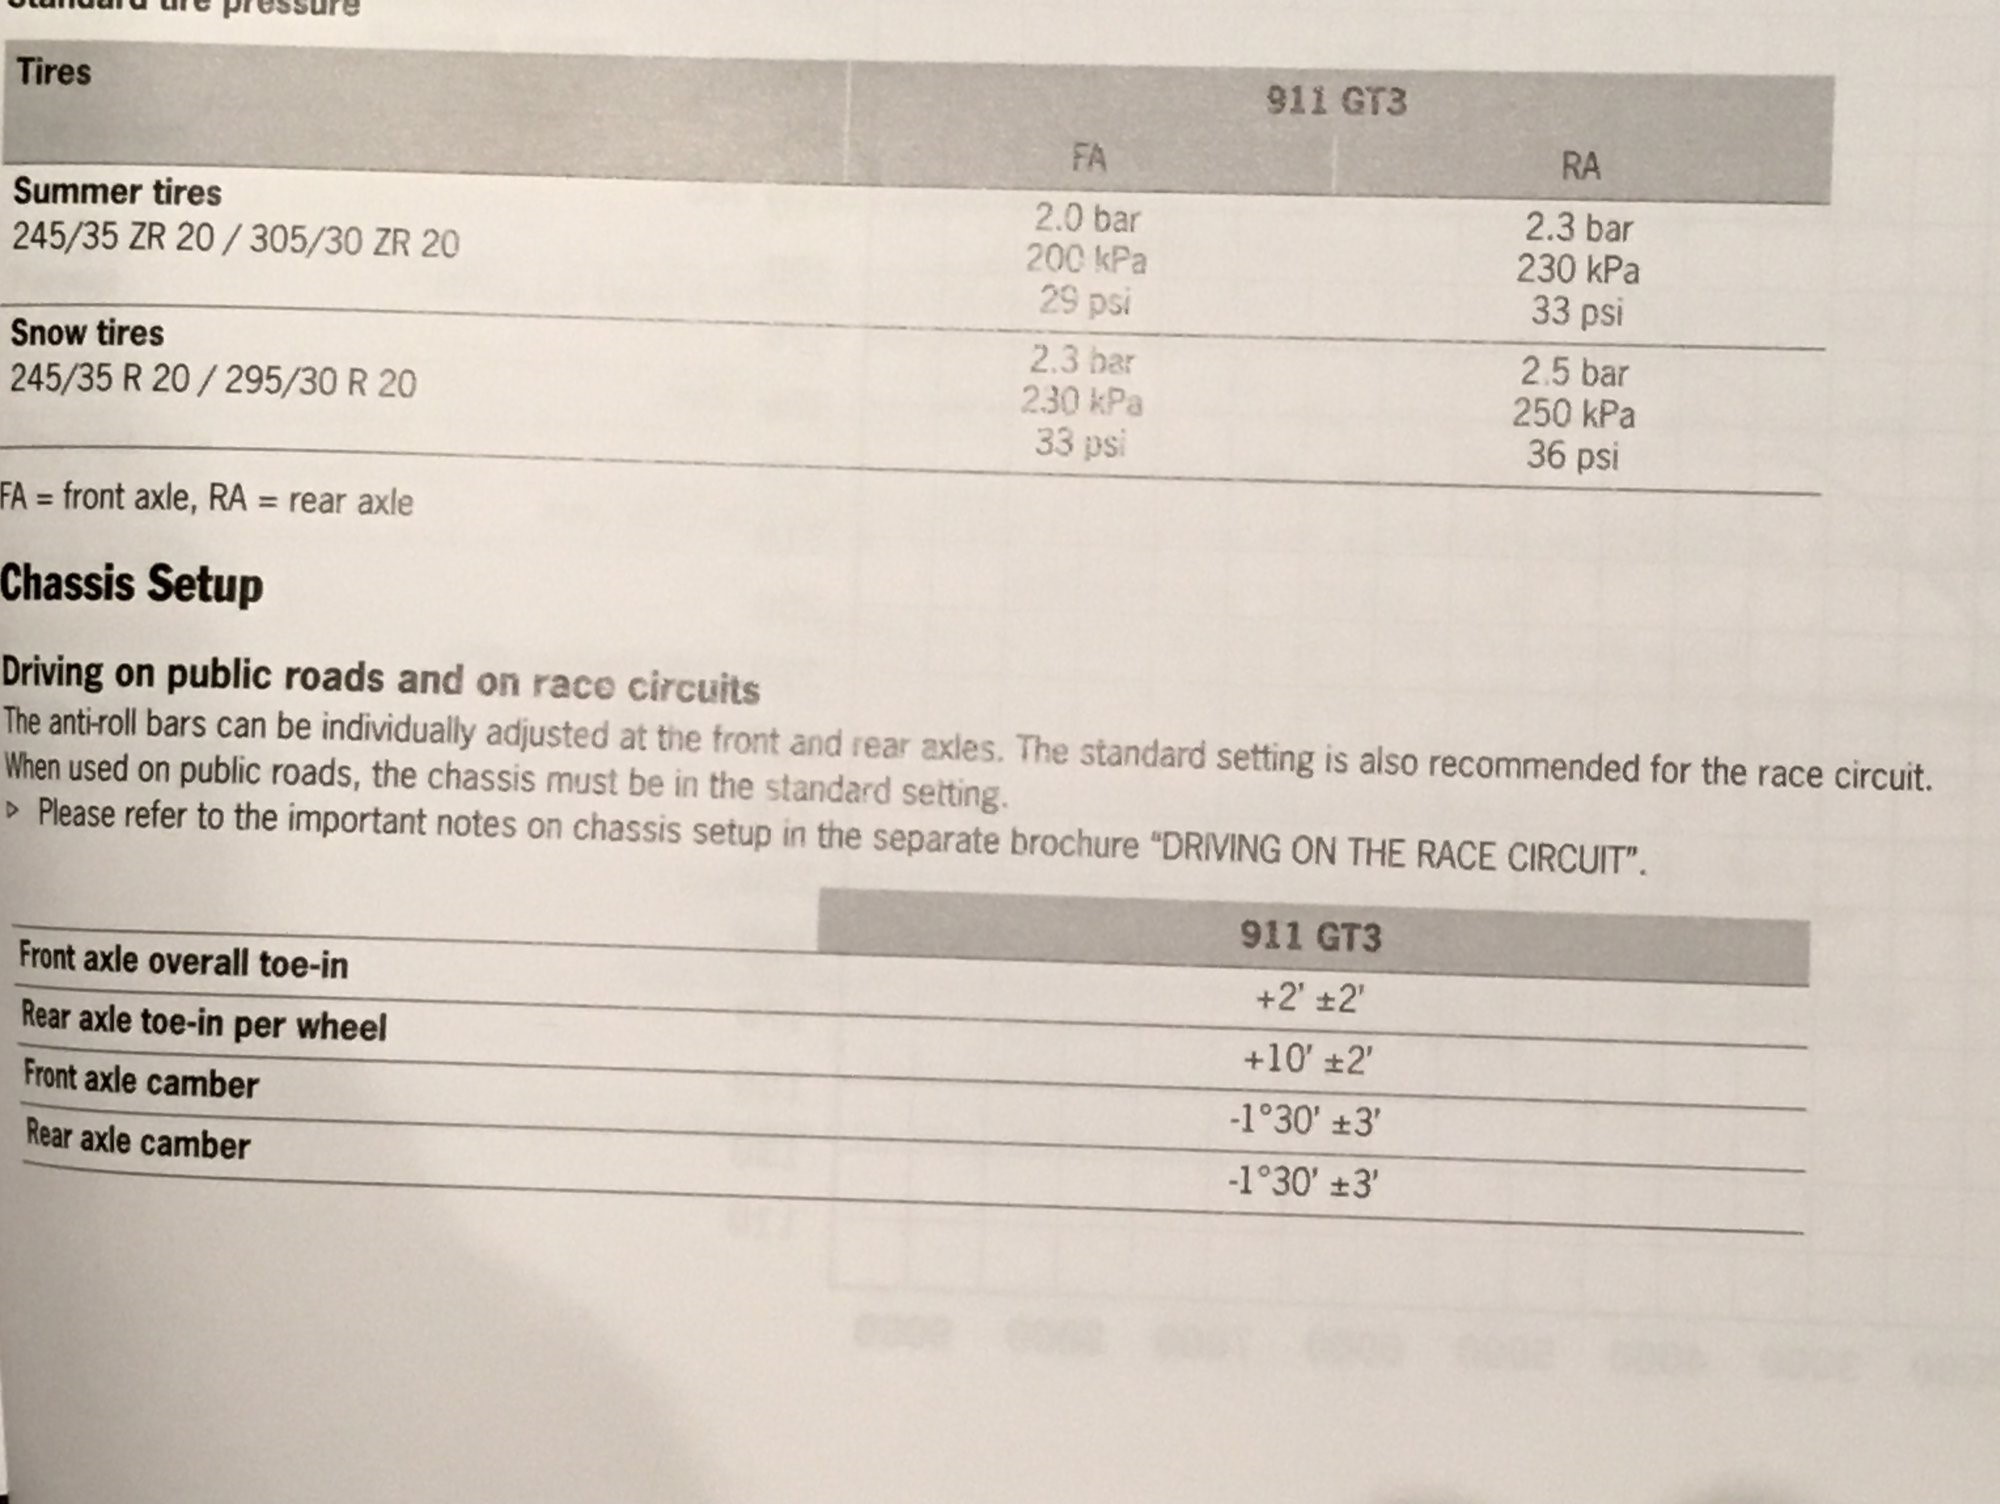 Standard tire pressure
Tires
911 GT3
FA
RA
Summer tires
245/35 ZR 20 / 305/30 ZR 20
2.0 bar
200 kPa
29 psi
2.3 bar
230 kPa
33 psi
Snow tires
245/35 R 20 / 295/30 R 20
2.3 bar
230 kPa
33 psi
2.5 bar
250 kPa
36 psi
FA = front axle, RA = rear axle
Chassis Setup
Driving on public roads and on race circuits
The anti-roll bars can be individually adjusted at the front and rear axles. The standard setting is also recommended for the race circuit.
When used on public roads, the chassis must be in the standard setting.
▷ Please refer to the important notes on chassis setup in the separate brochure “DRIVING ON THE RACE CIRCUIT”.
911 GT3
Front axle overall toe-in
+2' ±2'
Rear axle toe-in per wheel
+10' ±2'
Front axle camber
-1°30' ±3'
Rear axle camber
-1°30' ±3'